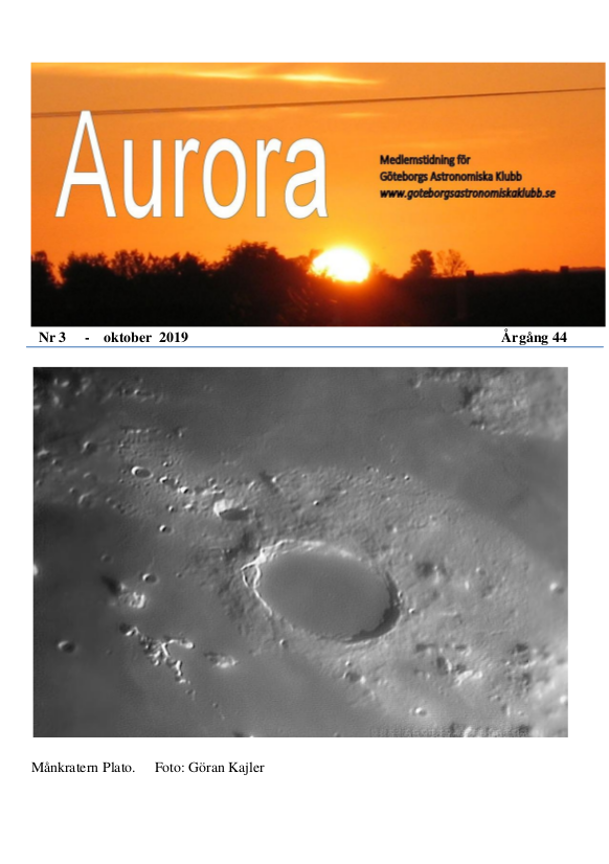 Aurora
Medlemstidning för
Göteborgs Astronomiska Klubb
www.goteborgsastronomiskaklubb.se
Nr 3 - oktober 2019 Årgång 44
Månkratern Plato. Foto: Göran Kajler